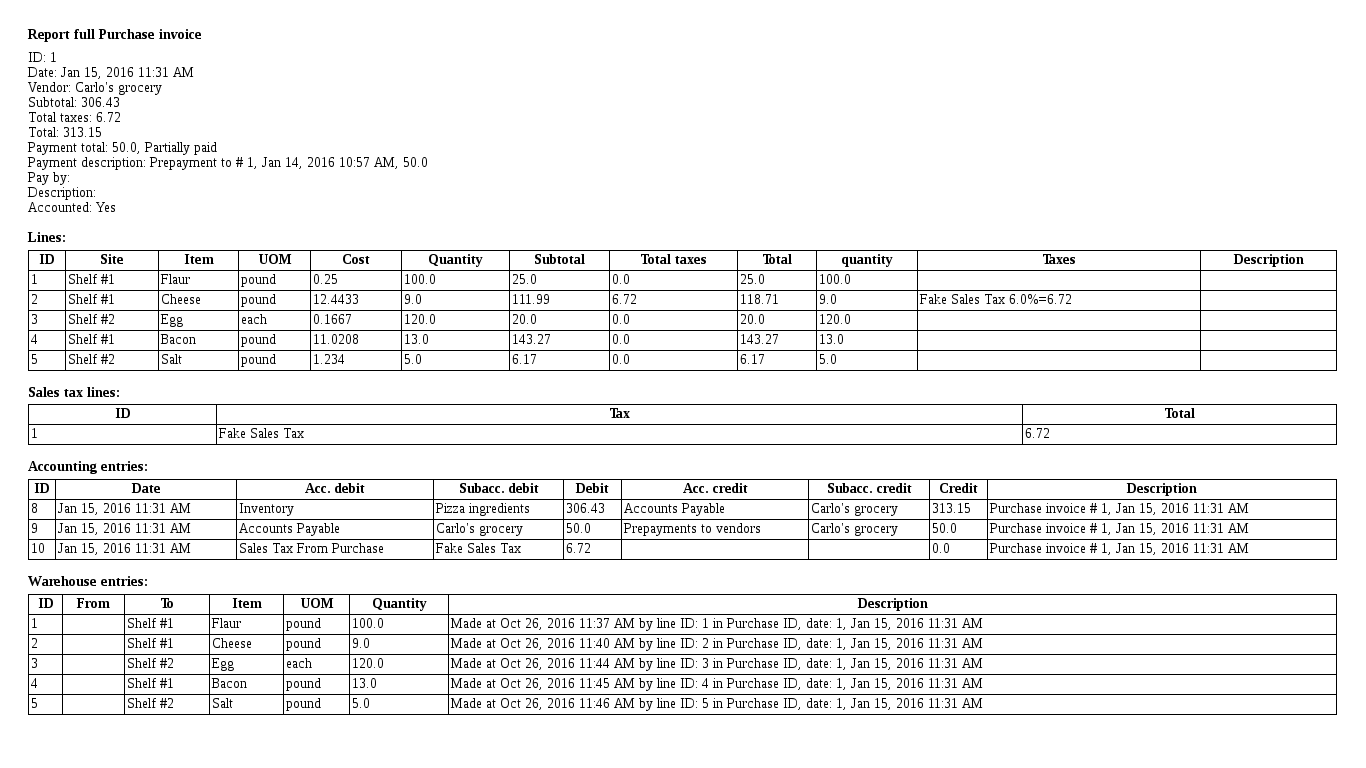 Report full Purchase invoice
ID: 1
Date: Jan 15, 2016 11:31 AM
Vendor: Carlo's grocery
Subtotal: 306.43
Total taxes: 6.72
Total: 313.15
Payment total: 50.0, Partially paid
Payment description: Prepayment to # 1, Jan 14, 2016 10:57 AM, 50.0
Pay by:
Description:
Accounted: Yes
Lines:
ID Site Item UOM Cost Quantity Subtotal Total taxes Total quantity Taxes Description
1 Shelf #1 Flaur pound 0.25 100.0 25.0 0.0 25.0 100.0
2 Shelf #1 Cheese pound 12.4433 9.0 111.99 6.72 118.71 9.0 Fake Sales Tax 6.0%=6.72
3 Shelf #2 Egg each 0.1667 120.0 20.0 0.0 20.0 120.0
4 Shelf #1 Bacon pound 11.0208 13.0 143.27 0.0 143.27 13.0
5 Shelf #2 Salt pound 1.234 5.0 6.17 0.0 6.17 5.0
Sales tax lines:
ID Tax Total
1 Fake Sales Tax 6.72
Accounting entries:
ID Date Acc. debit Subacc. debit Debit Acc. credit Subacc. credit Credit Description
8 Jan 15, 2016 11:31 AM Inventory Pizza ingredients 306.43 Accounts Payable Carlo's grocery 313.15 Purchase invoice # 1, Jan 15, 2016 11:31 AM
9 Jan 15, 2016 11:31 AM Accounts Payable Carlo's grocery 50.0 Prepayments to vendors Carlo's grocery 50.0 Purchase invoice # 1, Jan 15, 2016 11:31 AM
10 Jan 15, 2016 11:31 AM Sales Tax From Purchase Fake Sales Tax 6.72 0.0 Purchase invoice # 1, Jan 15, 2016 11:31 AM
Warehouse entries:
ID From To Item UOM Quantity Description
1 Shelf #1 Flaur pound 100.0 Made at Oct 26, 2016 11:37 AM by line ID: 1 in Purchase ID, date: 1, Jan 15, 2016 11:31 AM
2 Shelf #1 Cheese pound 9.0 Made at Oct 26, 2016 11:40 AM by line ID: 2 in Purchase ID, date: 1, Jan 15, 2016 11:31 AM
3 Shelf #2 Egg each 120.0 Made at Oct 26, 2016 11:44 AM by line ID: 3 in Purchase ID, date: 1, Jan 15, 2016 11:31 AM
4 Shelf #1 Bacon pound 13.0 Made at Oct 26, 2016 11:45 AM by line ID: 4 in Purchase ID, date: 1, Jan 15, 2016 11:31 AM
5 Shelf #2 Salt pound 5.0 Made at Oct 26, 2016 11:46 AM by line ID: 5 in Purchase ID, date: 1, Jan 15, 2016 11:31 AM